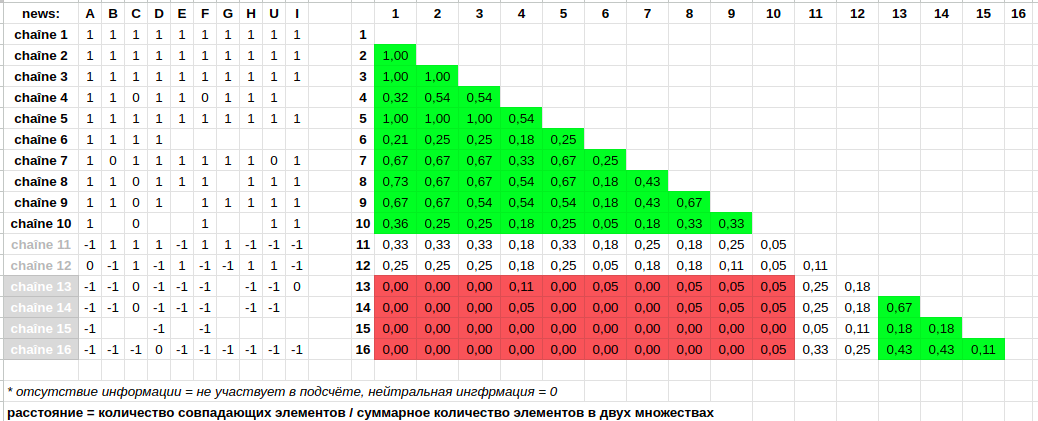 news: A B C D E F G H U I 1 2 3 4 5 6 7 8 9 10 11 12 13 14 15 16
chaîne 1 1 1 1 1 1 1 1 1 1 1 1
chaîne 2 1 1 1 1 1 1 1 1 1 1 2 1,00
chaîne 3 1 1 1 1 1 1 1 1 1 1 3 1,00 1,00
chaîne 4 1 1 0 1 1 0 1 1 1 4 0,32 0,54 0,54
chaîne 5 1 1 1 1 1 1 1 1 1 1 5 1,00 1,00 1,00 0,54
chaîne 6 1 1 1 1 6 0,21 0,25 0,25 0,18 0,25
chaîne 7 1 0 1 1 1 1 1 1 0 1 7 0,67 0,67 0,67 0,33 0,67 0,25
chaîne 8 1 1 0 1 1 1 1 1 1 8 0,73 0,67 0,67 0,54 0,67 0,18 0,43
chaîne 9 1 1 0 1 1 1 1 1 1 9 0,67 0,67 0,54 0,54 0,54 0,18 0,43 0,67
chaîne 10 1 0 1 1 1 10 0,36 0,25 0,25 0,18 0,25 0,05 0,18 0,33 0,33
chaîne 11 -1 1 1 1 -1 1 1 -1 -1 -1 11 0,33 0,33 0,33 0,18 0,33 0,18 0,25 0,18 0,25 0,05
chaîne 12 0 -1 1 -1 1 -1 -1 1 1 -1 12 0,25 0,25 0,25 0,18 0,25 0,05 0,18 0,18 0,11 0,05 0,11
chaîne 13 -1 -1 0 -1 -1 -1 -1 -1 0 13 0,00 0,00 0,00 0,11 0,00 0,05 0,00 0,05 0,05 0,05 0,25 0,18
chaîne 14 -1 -1 0 -1 -1 -1 -1 -1 14 0,00 0,00 0,00 0,05 0,00 0,00 0,00 0,05 0,05 0,05 0,25 0,18 0,67
chaîne 15 -1 -1 -1 15 0,00 0,00 0,00 0,00 0,00 0,00 0,00 0,00 0,00 0,00 0,05 0,11 0,18 0,18
chaîne 16 -1 -1 -1 0 -1 -1 -1 -1 -1 -1 16 0,00 0,00 0,00 0,00 0,00 0,00 0,00 0,00 0,00 0,05 0,33 0,25 0,43 0,43 0,11
* отсутствие информации = не участвует в подсчёте, нейтральная ингфрмация = 0
расстояние = количество совпадающих элементов / суммарное количество элементов в двух множествах